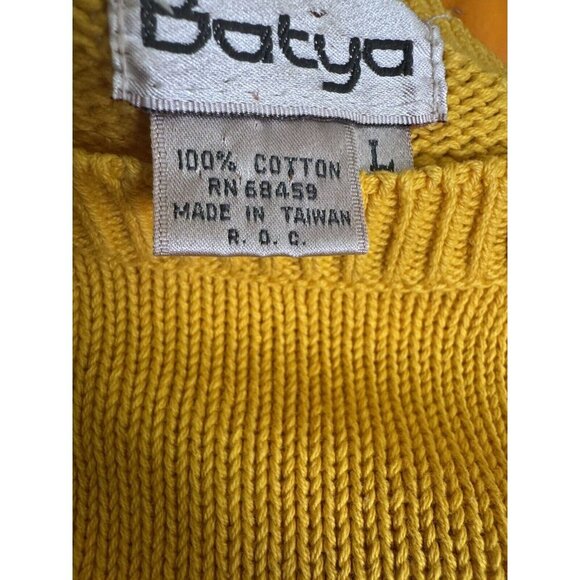 Batya
L
100% COTTON
RN 68459
MADE IN TAIWAN
R. O. C.